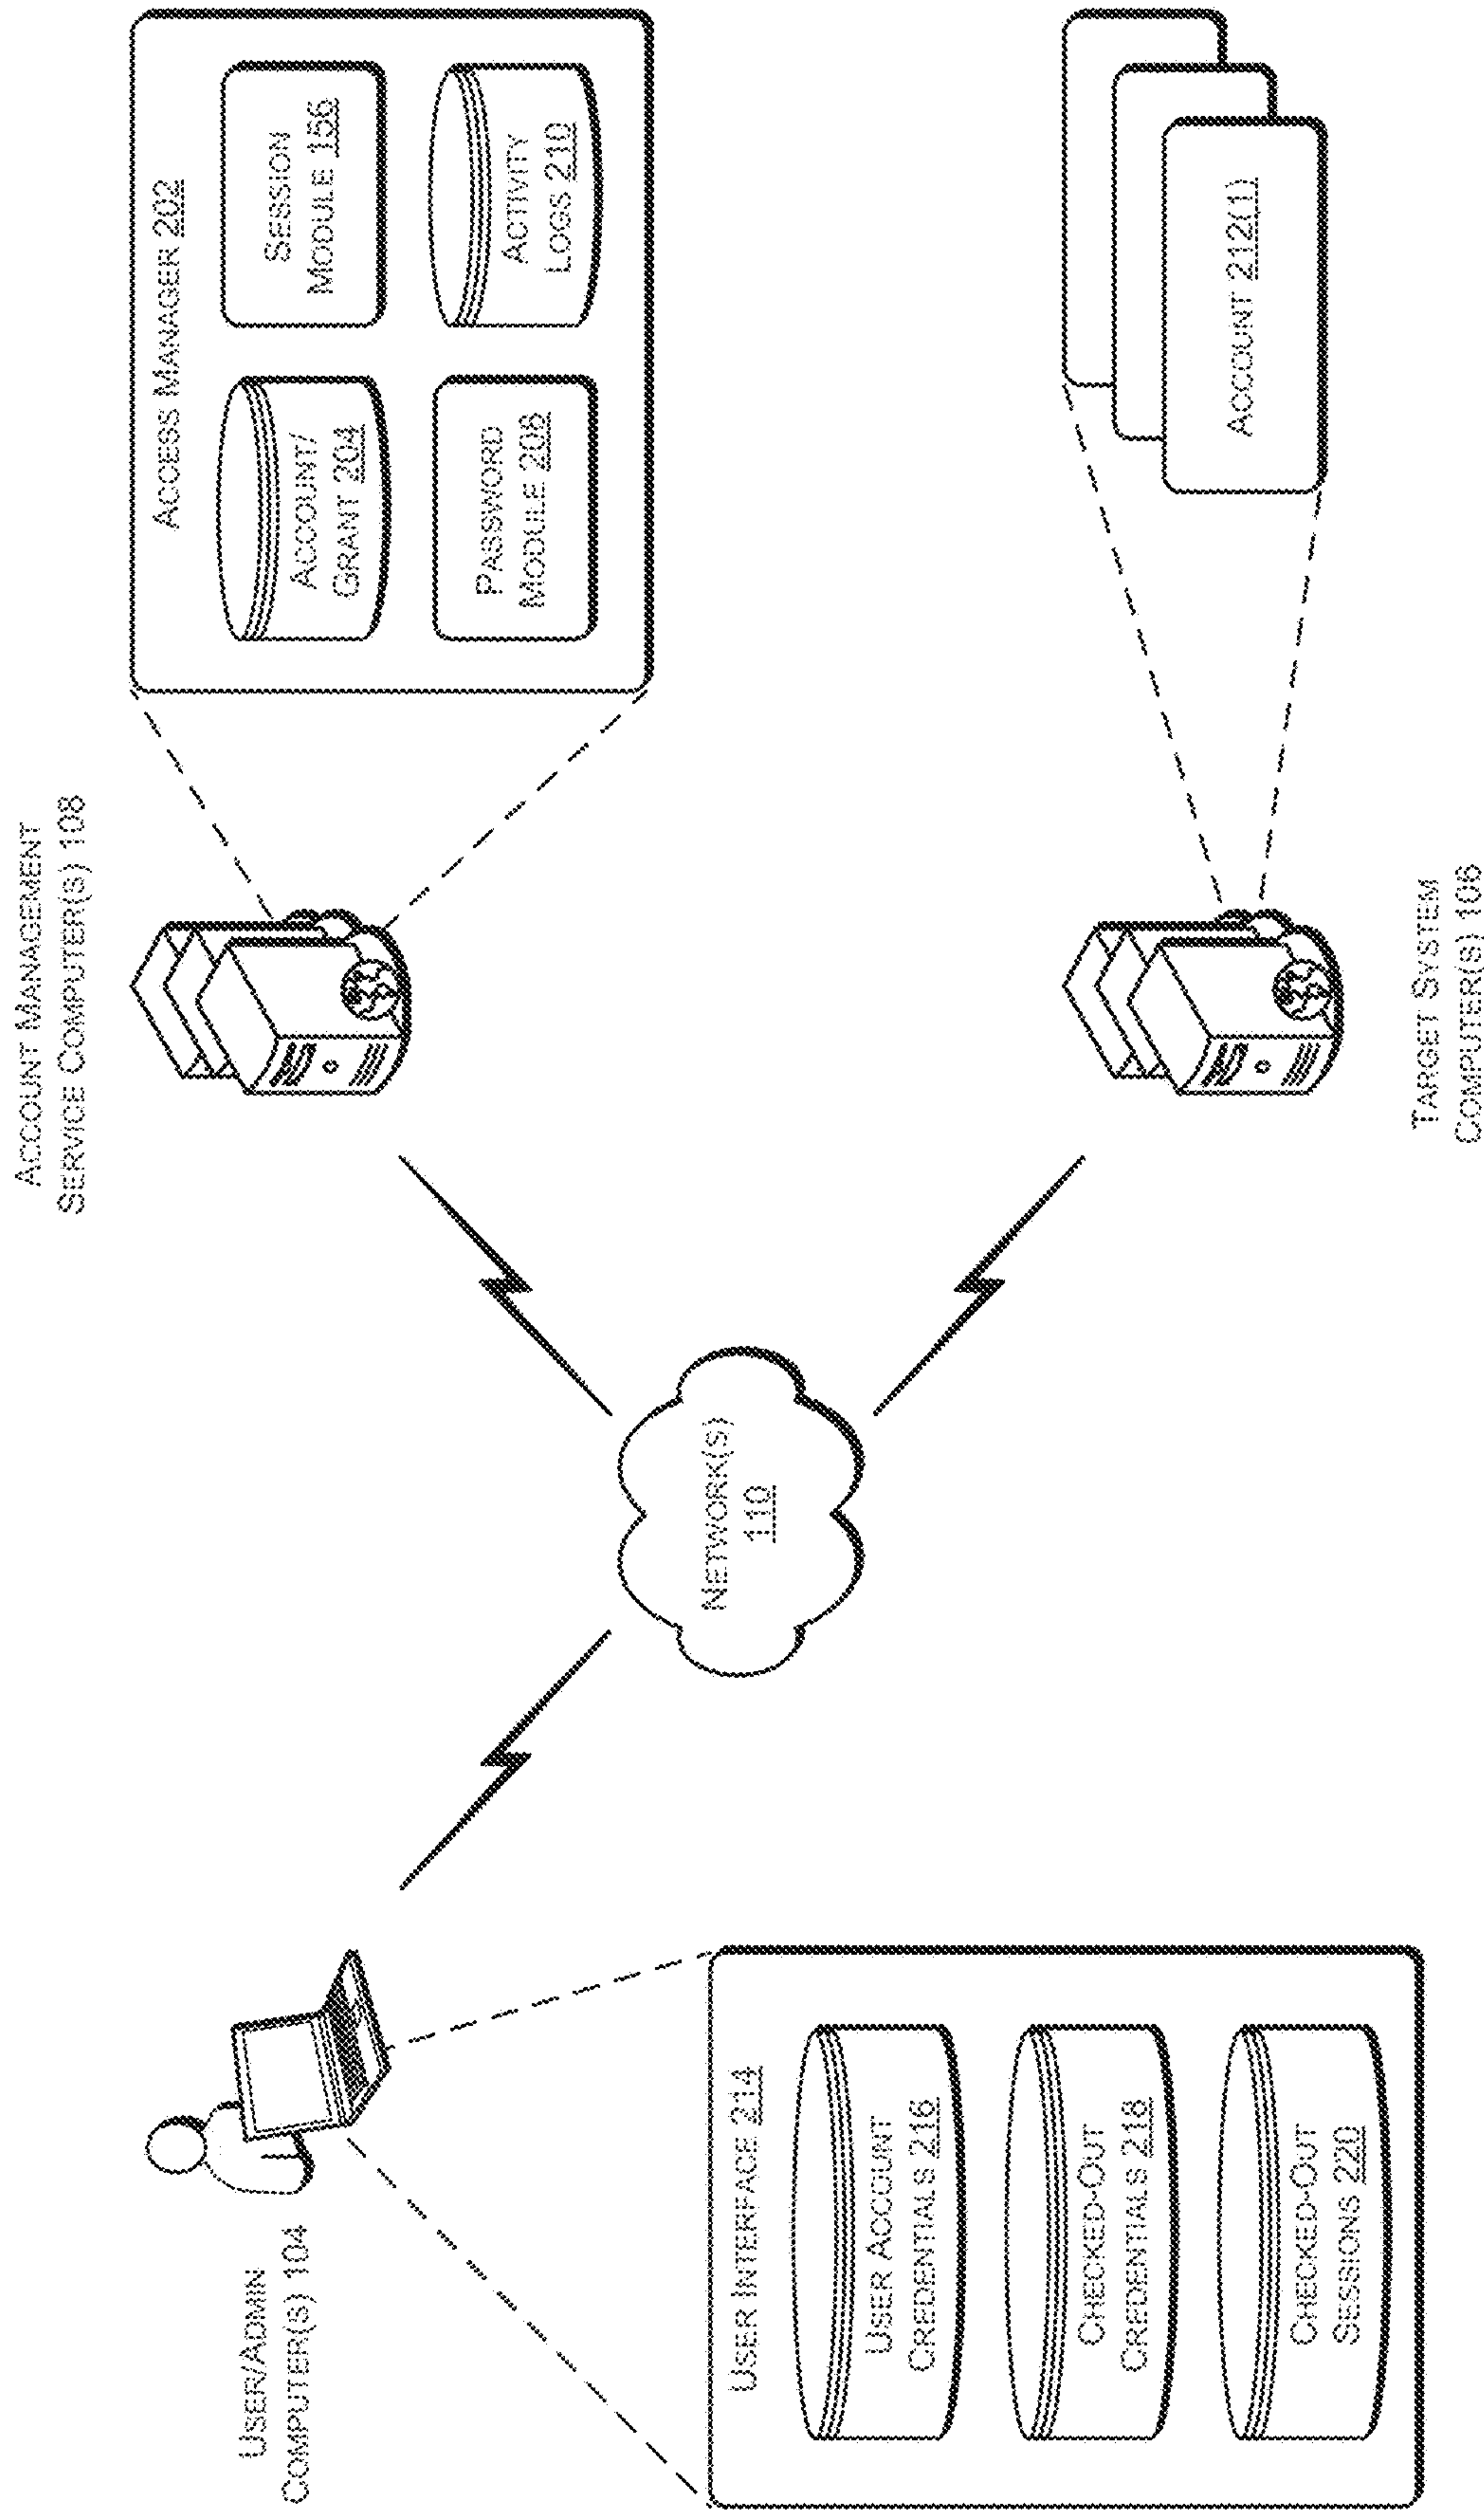 ACCOUNT MANAGEMENT
SERVICE COMPUTER(S) 108
ACCESS MANAGER 202
ACCOUNT/
GRANT 204
SESSION
MODULE 156
PASSWORD
MODULE 208
ACTIVITY
LOGS 210
USER/ADMIN
COMPUTER(S) 104
NETWORK(S)
110
USER INTERFACE 214
USER ACCOUNT
CREDENTIALS 216
CHECKED-OUT
CREDENTIALS 218
CHECKED-OUT
SESSIONS 220
ACCOUNT 212(1)
TARGET SYSTEM
COMPUTER(S) 106